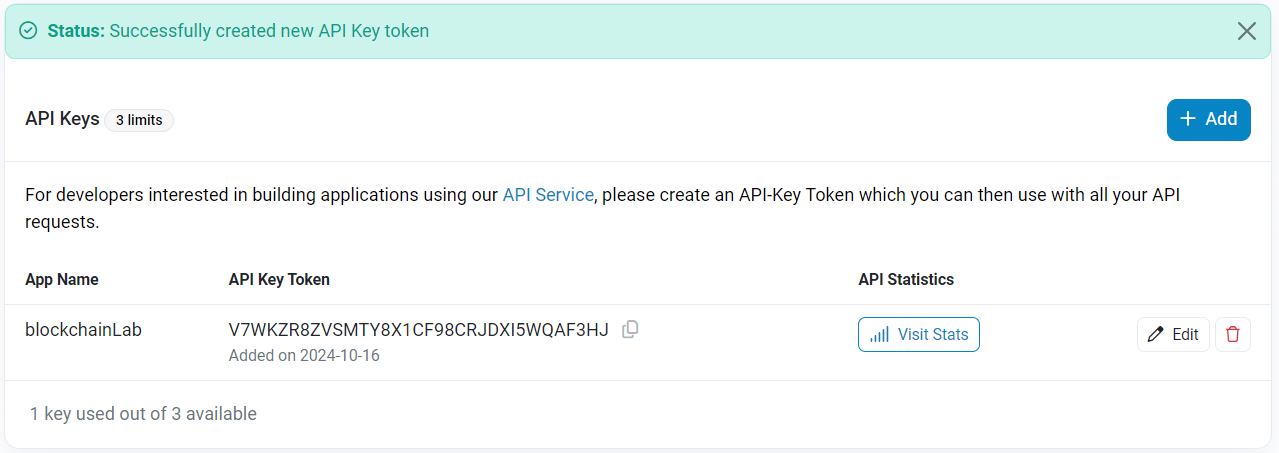 Status: Successfully created new API Key token
API Keys 3 limits
+ Add
For developers interested in building applications using our API Service, please create an API-Key Token which you can then use with all your API
requests.
App Name API Key Token API Statistics
blockchainLab V7WKZR8ZVSMTY8X1CF98CRJDXI5WQAF3HJ Visit Stats Edit
Added on 2024-10-16
1 key used out of 3 available